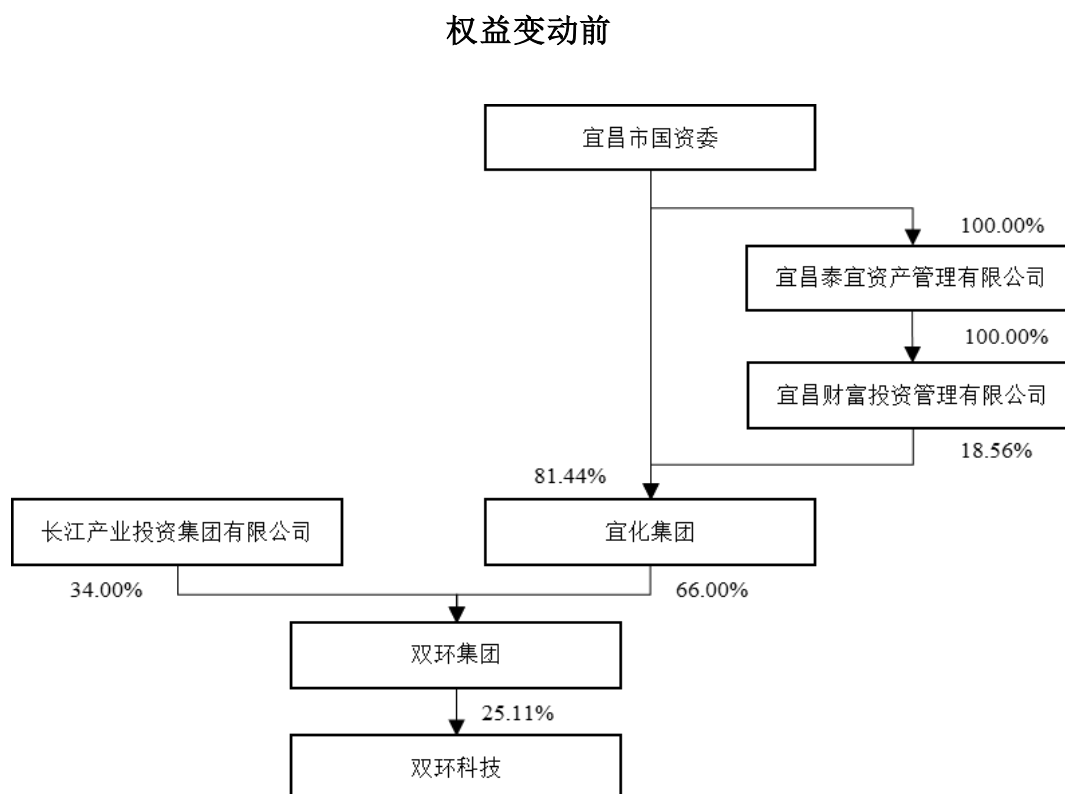 权益变动前
宜昌市国资委
100.00%
宜昌泰宜资产管理有限公司
100.00%
宜昌财富投资管理有限公司
18.56%
81.44%
长江产业投资集团有限公司
宜化集团
34.00%
66.00%
双环集团
25.11%
双环科技